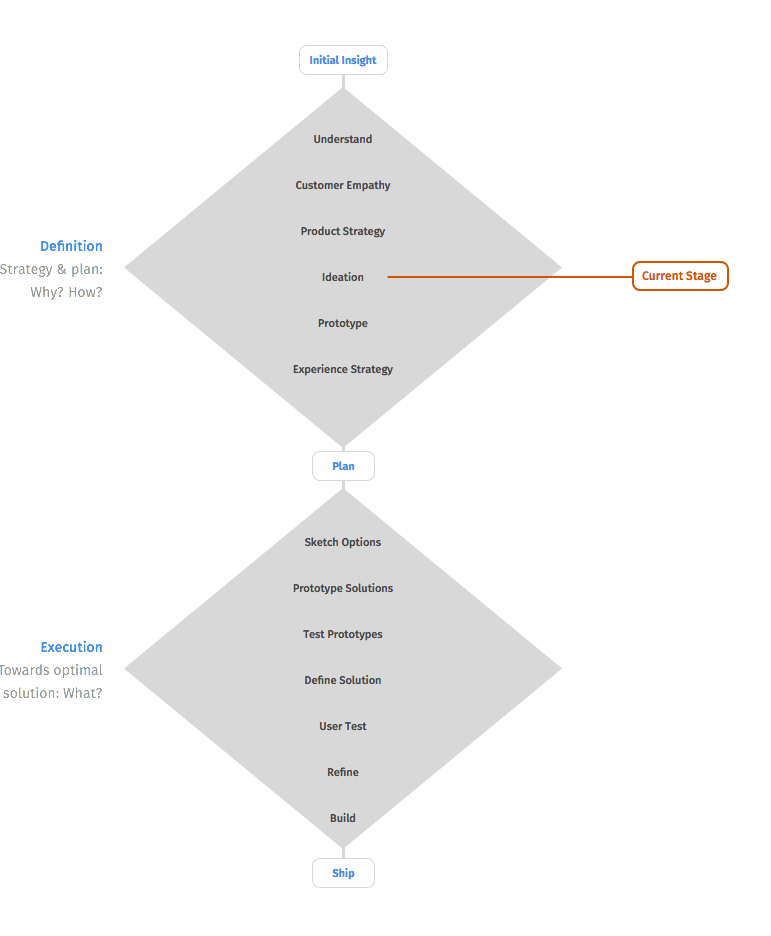 Initial Insight
Understand
Customer Empathy
Product Strategy
Definition
Strategy & plan:
Why? How?
Ideation
Current Stage
Prototype
Experience Strategy
Plan
Sketch Options
Prototype Solutions
Test Prototypes
Execution
Towards optimal
solution: What?
Define Solution
User Test
Refine
Build
Ship